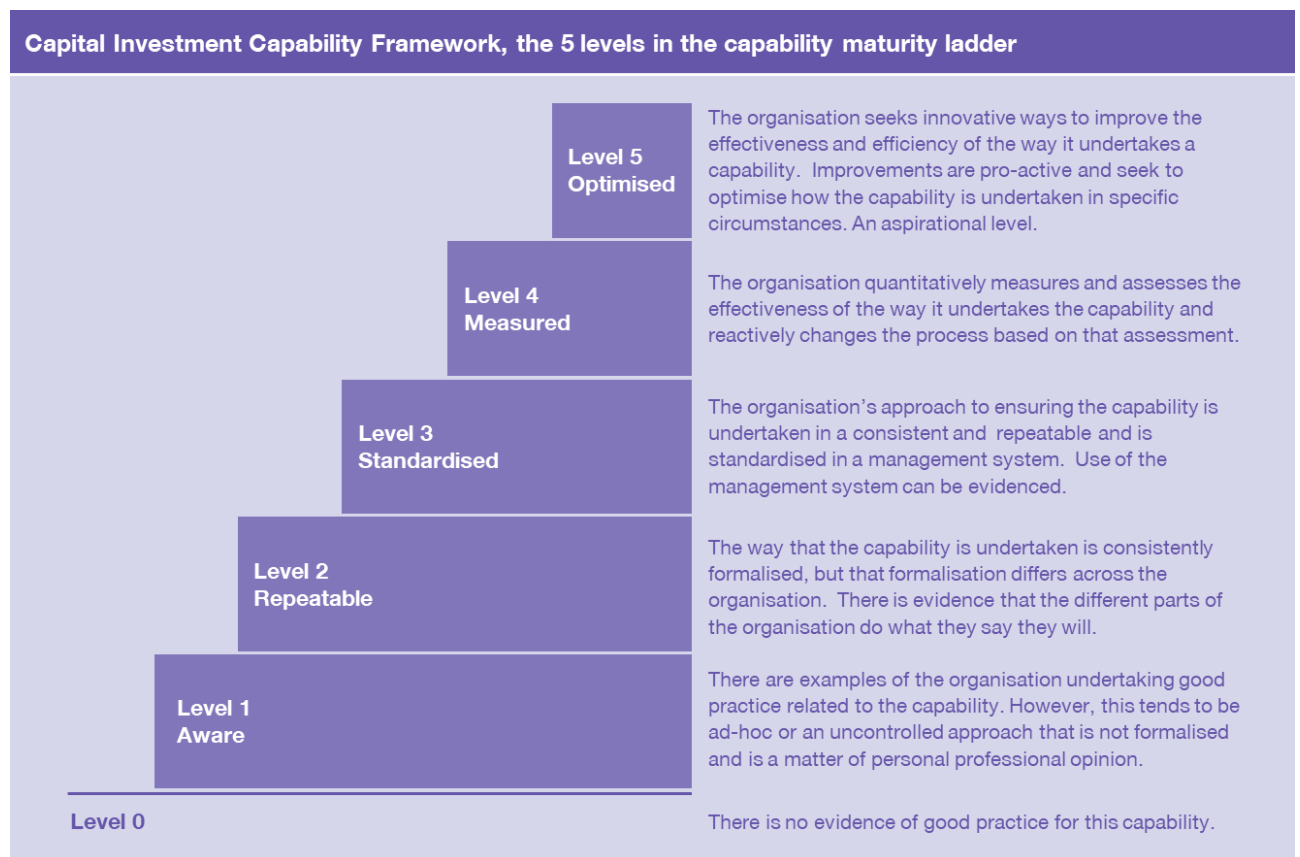 Capital Investment Capability Framework, the 5 levels in the capability maturity ladder
Level 5
Optimised
The organisation seeks innovative ways to improve the
effectiveness and efficiency of the way it undertakes a
capability.  Improvements are pro-active and seek to
optimise how the capability is undertaken in specific
circumstances. An aspirational level.
Level 4
Measured
The organisation quantitatively measures and assesses the
effectiveness of the way it undertakes the capability and
reactively changes the process based on that assessment.
Level 3
Standardised
The organisation’s approach to ensuring the capability is
undertaken in a consistent and  repeatable and is
standardised in a management system.  Use of the
management system can be evidenced.
Level 2
Repeatable
The way that the capability is undertaken is consistently
formalised, but that formalisation differs across the
organisation.  There is evidence that the different parts of
the organisation do what they say they will.
Level 1
Aware
There are examples of the organisation undertaking good
practice related to the capability. However, this tends to be
ad-hoc or an uncontrolled approach that is not formalised
and is a matter of personal professional opinion.
Level 0
There is no evidence of good practice for this capability.